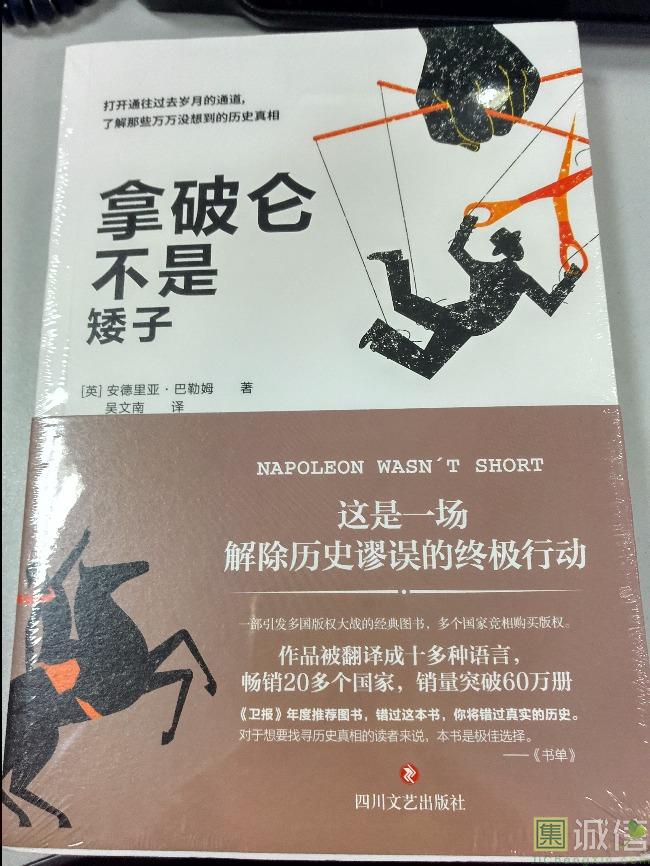 打开通往过去岁月的通道，
了解那些万万没想到的历史真相
拿破仑
不是
矮子
[英] 安德里亚·巴勒姆 著
吴文南 译
NAPOLEON WASN´T SHORT
这是一场
解除历史谬误的终极行动
一部引发多国版权大战的经典图书，多个国家竞相购买版权。
作品被翻译成十多种语言，
畅销20多个国家，销量突破60万册
《卫报》年度推荐图书，错过这本书，你将错过真实的历史。
对于想要找寻历史真相的读者来说，本书是极佳选择。
——《书单》
四川文艺出版社
集 诚信